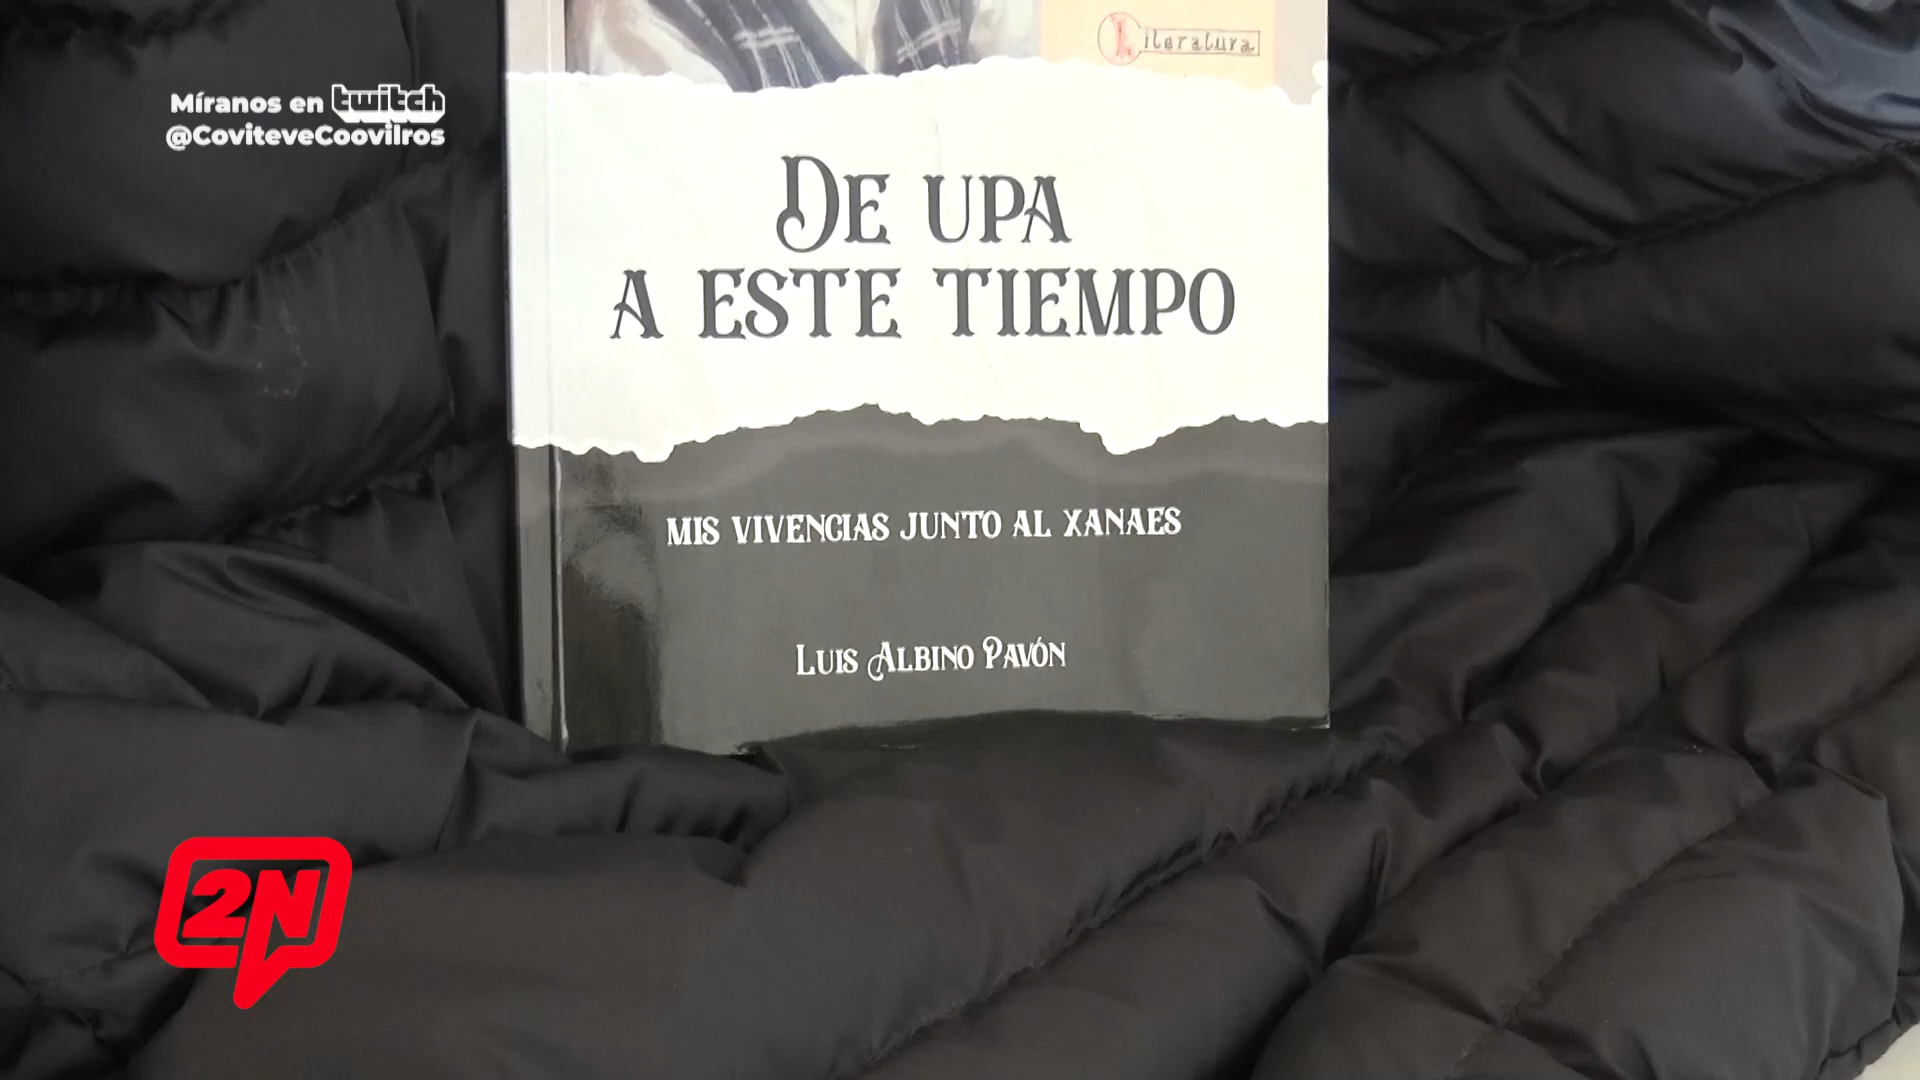 Míranos en twitch
@CoviteveCoovilros
Literatura
DE UPA
A ESTE TIEMPO
MIS VIVENCIAS JUNTO AL XANAES
LUIS ALBINO PAVÓN
2N